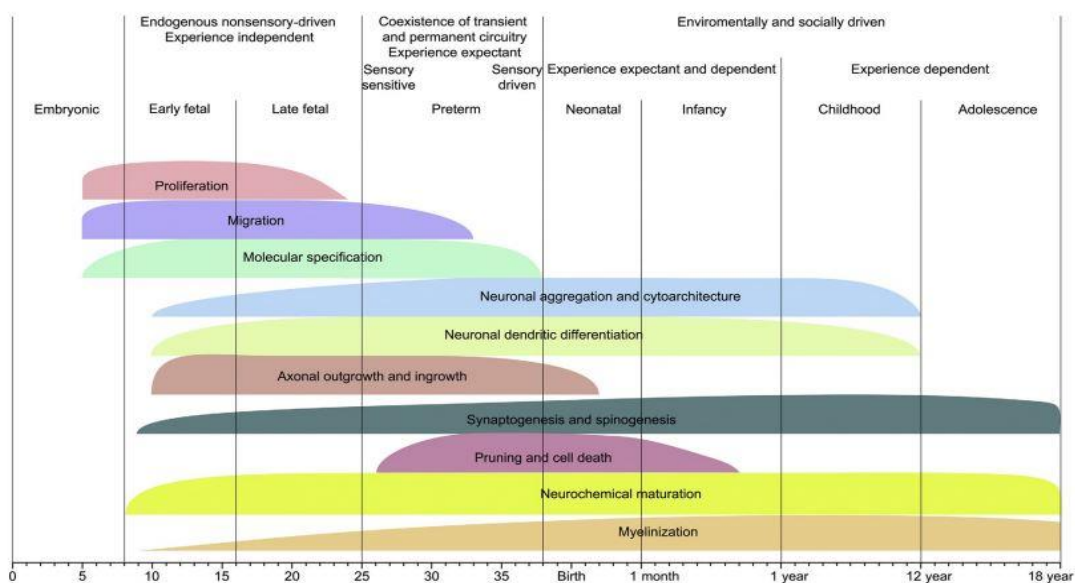 Endogenous nonsensory-driven
Experience independent
Coexistence of transient
and permanent circuitry
Experience expectant
Enviromentally and socially driven
Sensory
sensitive
Sensory
driven
Experience expectant and dependent
Experience dependent
Embryonic
Early fetal
Late fetal
Preterm
Neonatal
Infancy
Childhood
Adolescence
Proliferation
Migration
Molecular specification
Neuronal aggregation and cytoarchitecture
Neuronal dendritic differentiation
Axonal outgrowth and ingrowth
Synaptogenesis and spinogenesis
Pruning and cell death
Neurochemical maturation
Myelinization
0 5 10 15 20 25 30 35 Birth 1 month 1 year 12 year 18 year